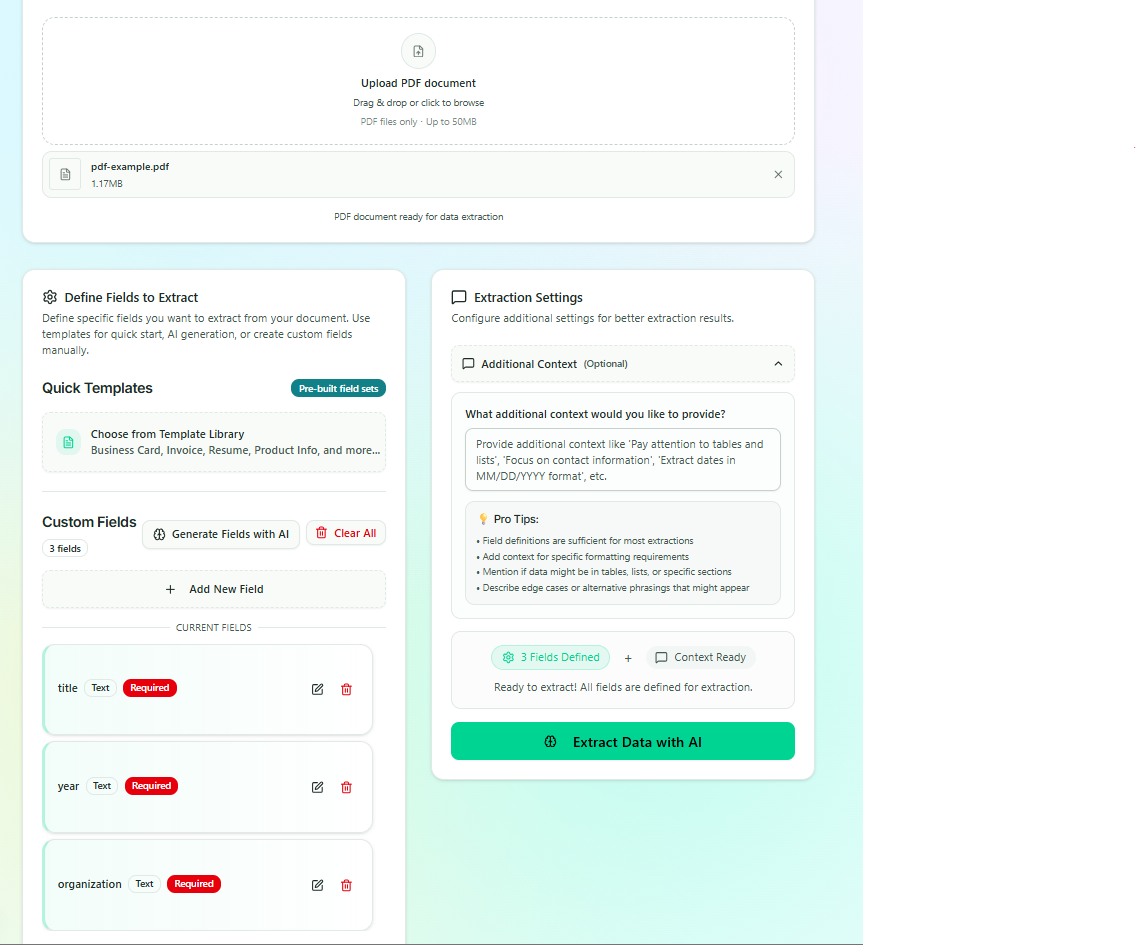 Upload PDF document
Drag & drop or click to browse
PDF files only · Up to 50MB
pdf-example.pdf
1.17MB
PDF document ready for data extraction
Define Fields to Extract
Define specific fields you want to extract from your document. Use
templates for quick start, AI generation, or create custom fields
manually.
Quick Templates
Pre-built field sets
Choose from Template Library
Business Card, Invoice, Resume, Product Info, and more...
Custom Fields
3 fields
Generate Fields with AI
Clear All
+ Add New Field
CURRENT FIELDS
title Text Required
year Text Required
organization Text Required
Extraction Settings
Configure additional settings for better extraction results.
Additional Context (Optional)
What additional context would you like to provide?
Provide additional context like 'Pay attention to tables and
lists', 'Focus on contact information', 'Extract dates in
MM/DD/YYYY format', etc.
💡 Pro Tips:
• Field definitions are sufficient for most extractions
• Add context for specific formatting requirements
• Mention if data might be in tables, lists, or specific sections
• Describe edge cases or alternative phrasings that might appear
3 Fields Defined + Context Ready
Ready to extract! All fields are defined for extraction.
Extract Data with AI